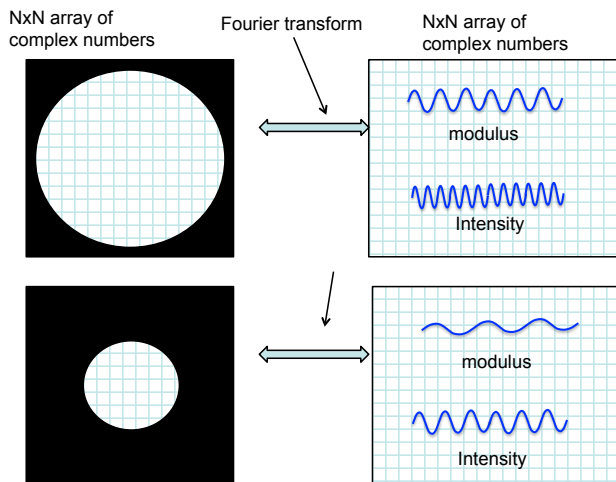 NxN array of
complex numbers
Fourier transform
NxN array of
complex numbers
modulus
Intensity
modulus
Intensity